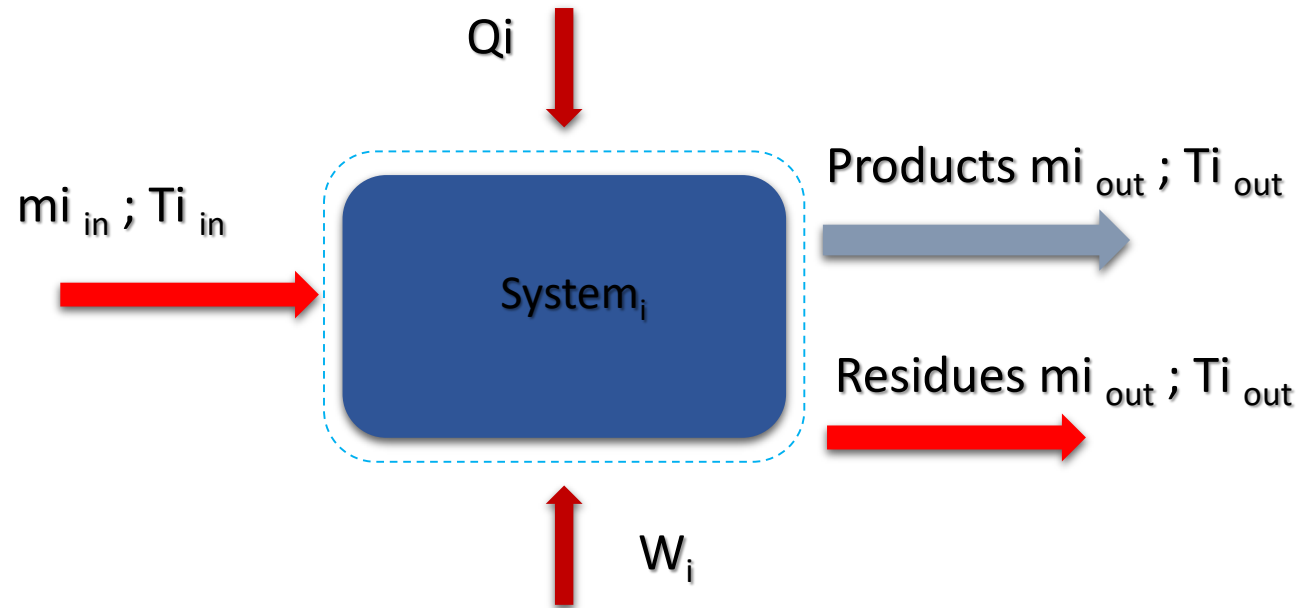 Qi
Products mi out ; Ti out
mi in ; Ti in
Systemi
Residues mi out ; Ti out
Wi